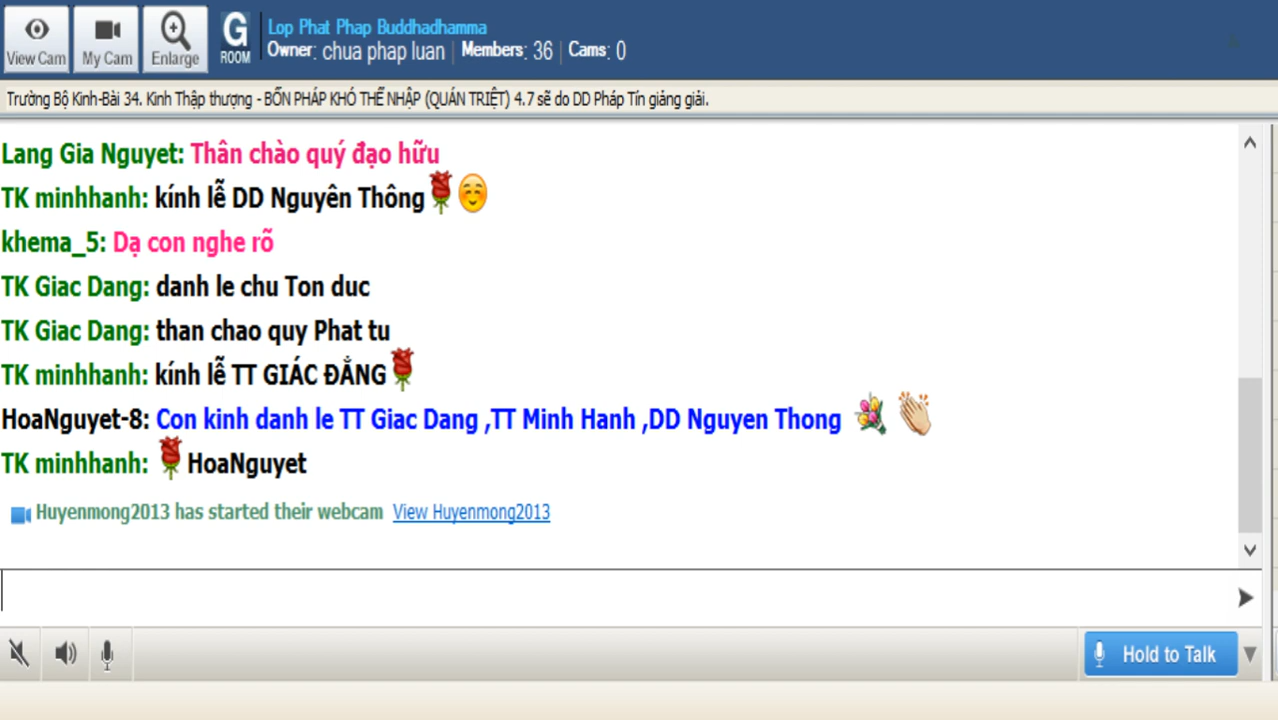 View Cam
My Cam
Enlarge
G
ROOM
Lop Phat Phap Buddhadhamma
Owner: chua phap luan | Members: 36 | Cams: 0
Trường Bộ Kinh-Bài 34. Kinh Thập thượng - BỐN PHÁP KHÓ THỂ NHẬP (QUÁN TRIỆT) 4.7 sẽ do DD Pháp Tín giảng giải.
Lang Gia Nguyet: Thân chào quý đạo hữu
TK minhhanh: kính lễ DD Nguyên Thông
khema_5: Dạ con nghe rõ
TK Giac Dang: danh le chu Ton duc
TK Giac Dang: than chao quy Phat tu
TK minhhanh: kính lễ TT GIÁC ĐẲNG
HoaNguyet-8: Con kinh danh le TT Giac Dang ,TT Minh Hanh ,DD Nguyen Thong
TK minhhanh: HoaNguyet
Huyenmong2013 has started their webcam View Huyenmong2013
Hold to Talk